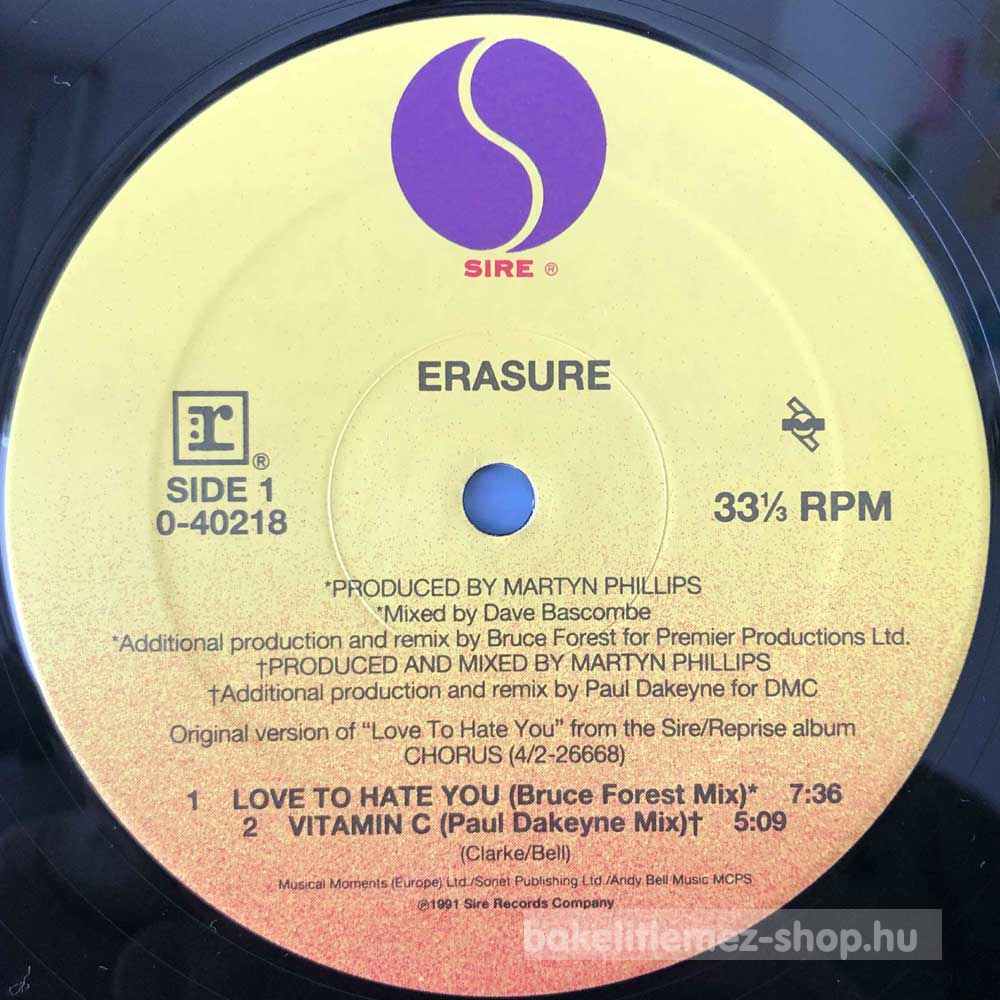 SIRE ®
ERASURE
r ®
SIDE 1
0-40218
33⅓ RPM
*PRODUCED BY MARTYN PHILLIPS
*Mixed by Dave Bascombe
*Additional production and remix by Bruce Forest for Premier Productions Ltd.
†PRODUCED AND MIXED BY MARTYN PHILLIPS
†Additional production and remix by Paul Dakeyne for DMC
Original version of “Love To Hate You” from the Sire/Reprise album
CHORUS (4/2-26668)
1 LOVE TO HATE YOU (Bruce Forest Mix)* 7:36
2 VITAMIN C (Paul Dakeyne Mix)† 5:09
(Clarke/Bell)
Musical Moments (Europe) Ltd./Sonet Publishing Ltd./Andy Bell Music MCPS
℗1991 Sire Records Company
bakelitlemez-shop.hu